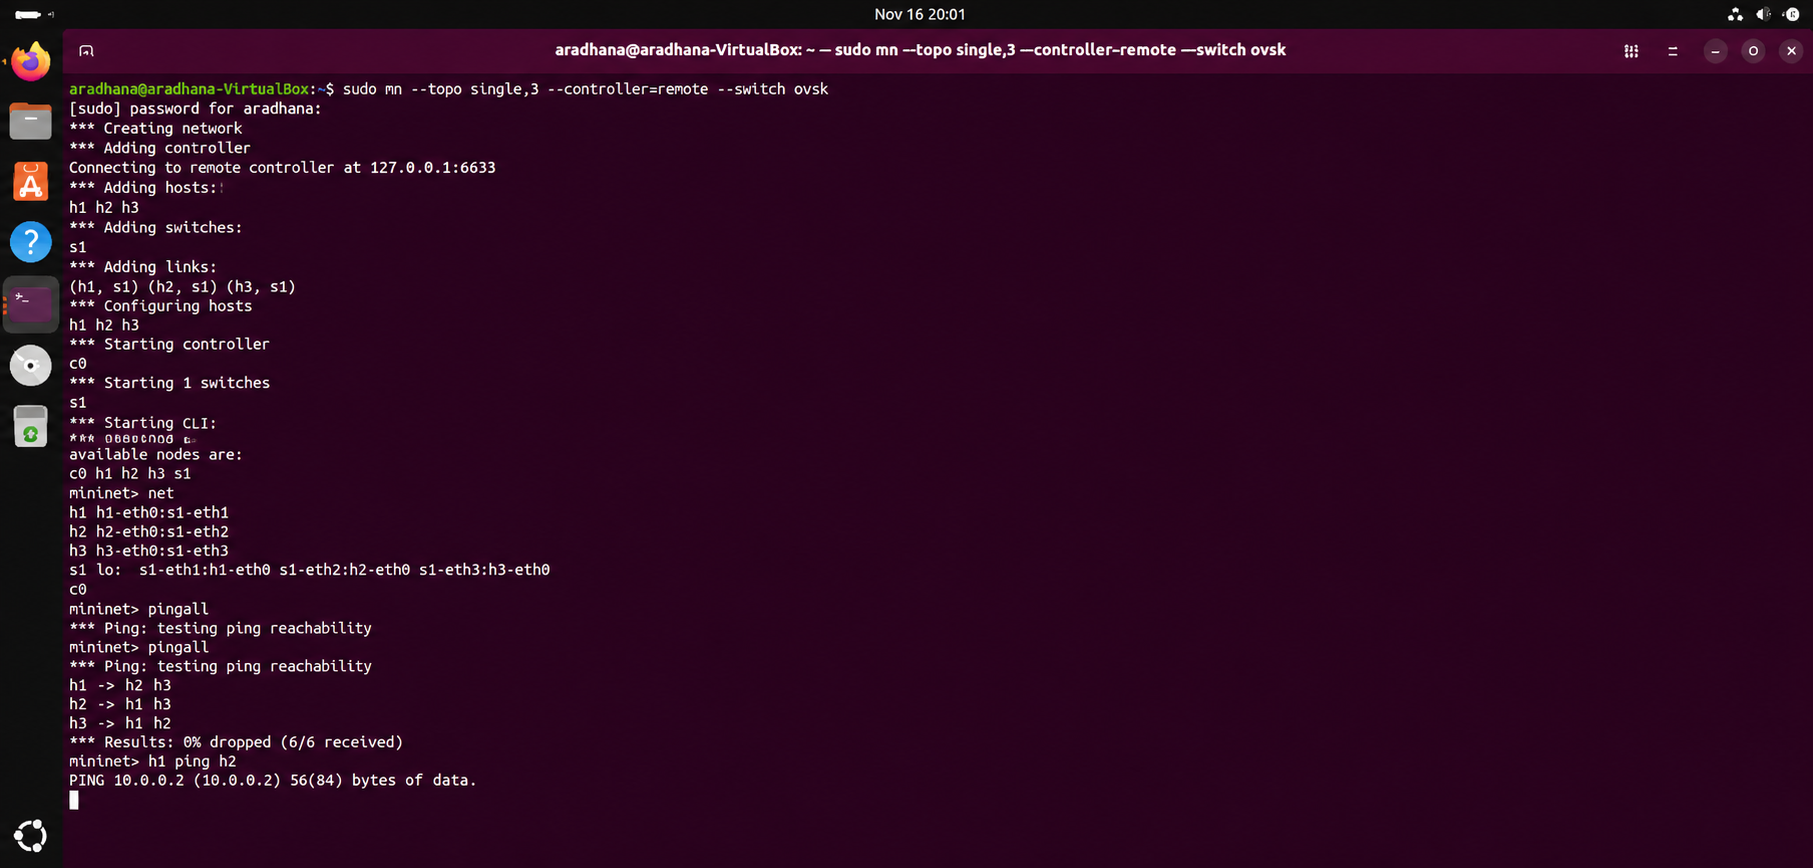 Nov 16 20:01
aradhana@aradhana-VirtualBox: ~ — sudo mn --topo single,3 —controller-remote —switch ovsk
aradhana@aradhana-VirtualBox:~$ sudo mn --topo single,3 --controller=remote --switch ovsk
[sudo] password for aradhana:
*** Creating network
*** Adding controller
Connecting to remote controller at 127.0.0.1:6633
*** Adding hosts:
h1 h2 h3
*** Adding switches:
s1
*** Adding links:
(h1, s1) (h2, s1) (h3, s1)
*** Configuring hosts
h1 h2 h3
*** Starting controller
c0
*** Starting 1 switches
s1
*** Starting CLI:
***
available nodes are:
c0 h1 h2 h3 s1
mininet> net
h1 h1-eth0:s1-eth1
h2 h2-eth0:s1-eth2
h3 h3-eth0:s1-eth3
s1 lo:  s1-eth1:h1-eth0 s1-eth2:h2-eth0 s1-eth3:h3-eth0
c0
mininet> pingall
*** Ping: testing ping reachability
mininet> pingall
*** Ping: testing ping reachability
h1 -> h2 h3
h2 -> h1 h3
h3 -> h1 h2
*** Results: 0% dropped (6/6 received)
mininet> h1 ping h2
PING 10.0.0.2 (10.0.0.2) 56(84) bytes of data.